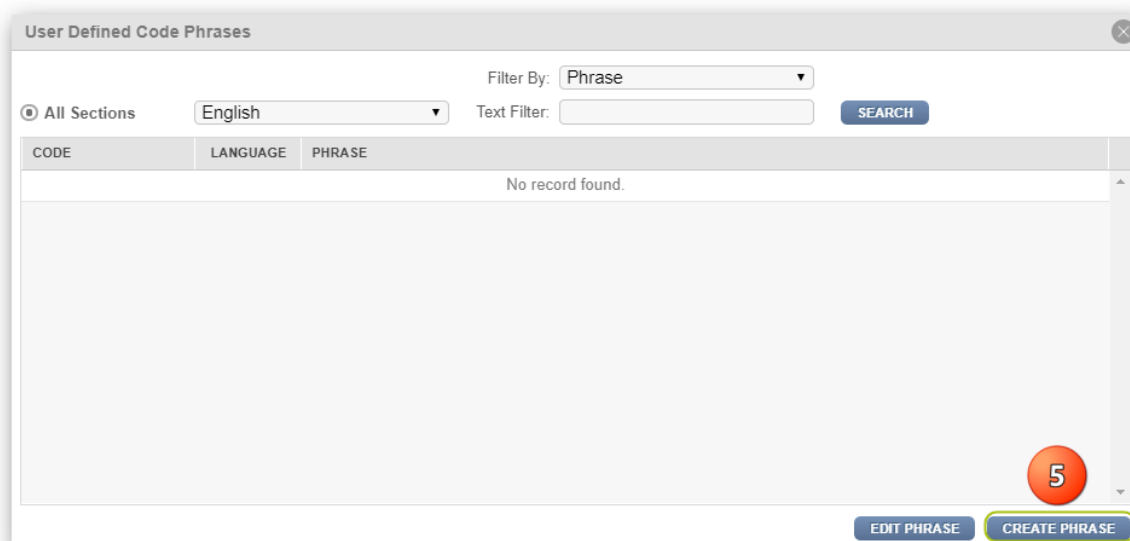 User Defined Code Phrases
Filter By: Phrase
All Sections English Text Filter: SEARCH
CODE LANGUAGE PHRASE
No record found.
5
EDIT PHRASE CREATE PHRASE